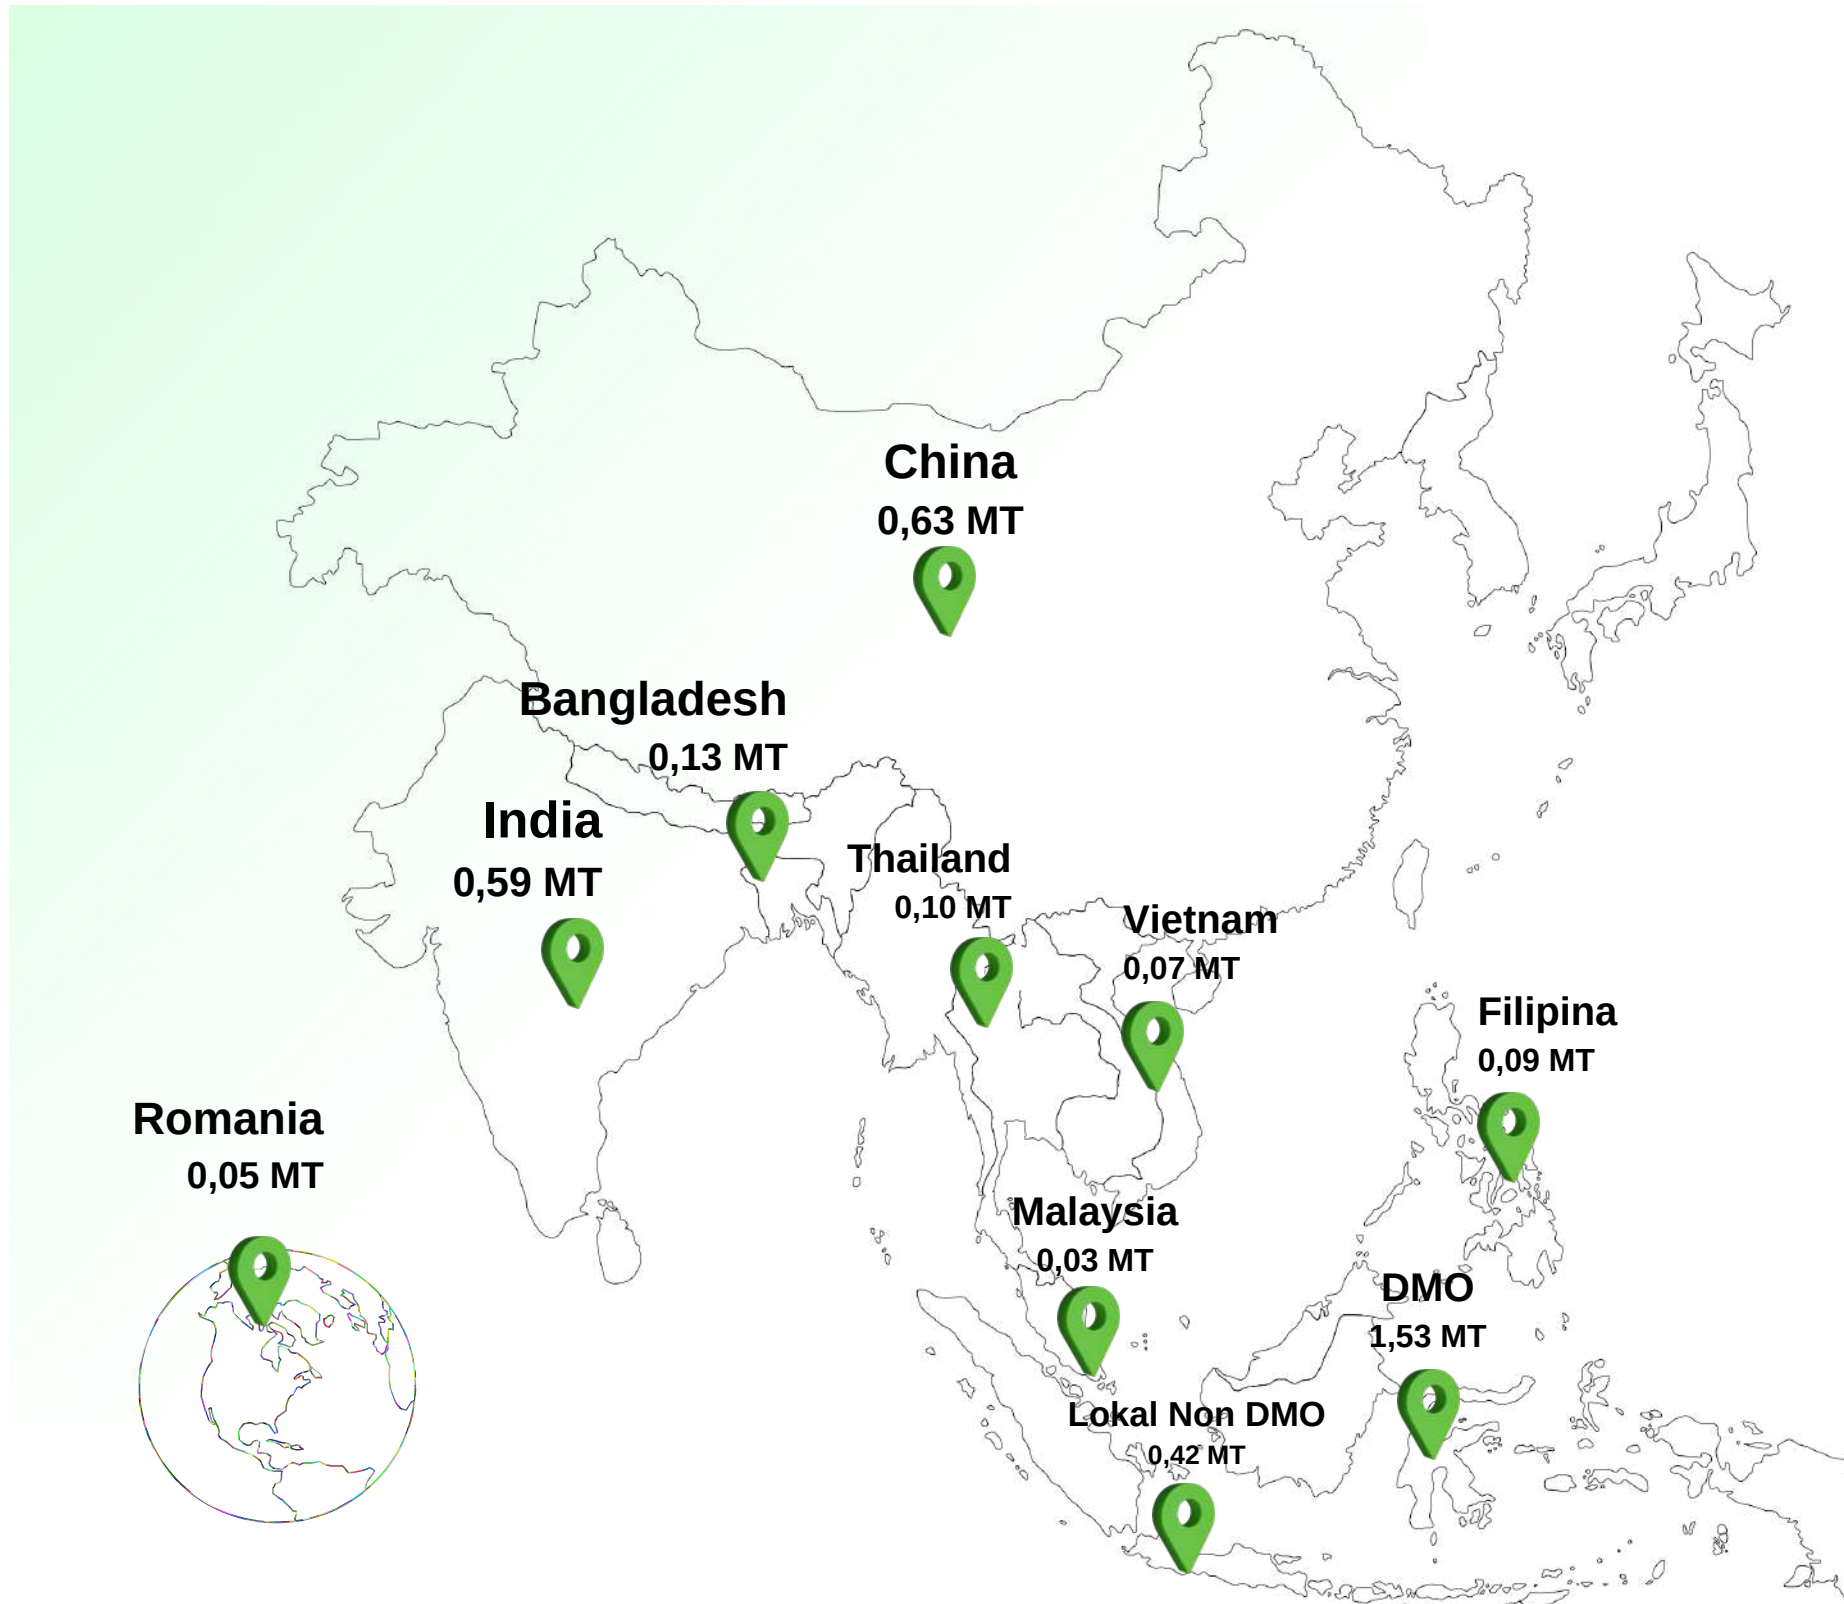 China
0,63 MT
Bangladesh
0,13 MT
India
0,59 MT
Thailand
0,10 MT
Vietnam
0,07 MT
Filipina
0,09 MT
Romania
0,05 MT
Malaysia
0,03 MT
DMO
1,53 MT
Lokal Non DMO
0,42 MT